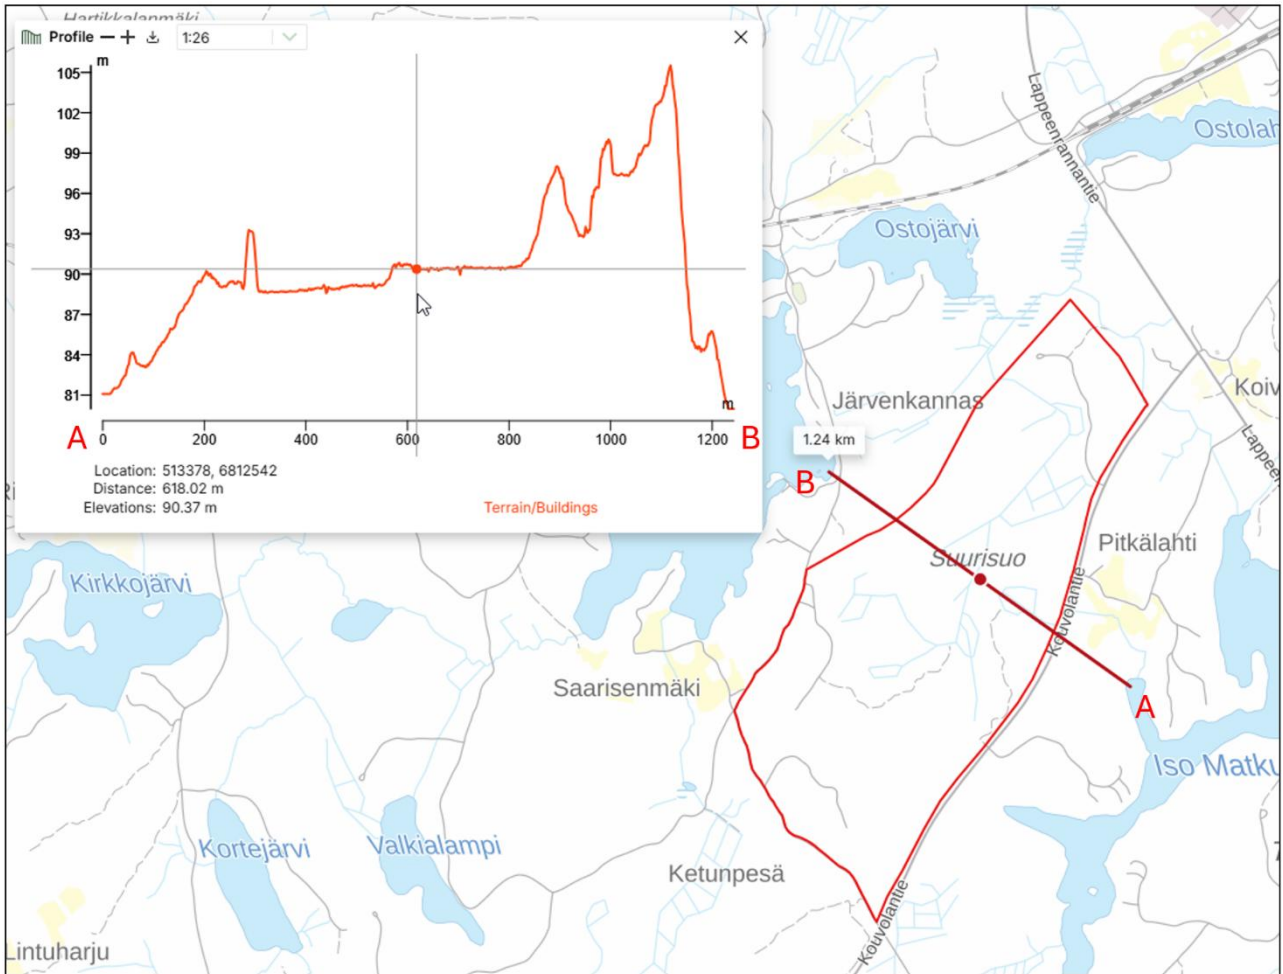 Hartikkalanmäki
Profile
1:26
m
105
102
99
96
93
90
87
84
81
m
A
0
200
400
600
800
1000
1200
B
Location: 513378, 6812542
Distance: 618.02 m
Elevations: 90.37 m
Terrain/Buildings
Lappeenrannantie
Ostolah
Ostojärvi
Koiv
Järvenkannas
1.24 km
B
Lappee
Pitkälahti
Suurisuo
Kirkkojärvi
Kouvolantie
Saarisenmäki
A
Iso Matku
Kortejärvi
Valkialampi
Ketunpesä
Kouvolantie
Lintuharju